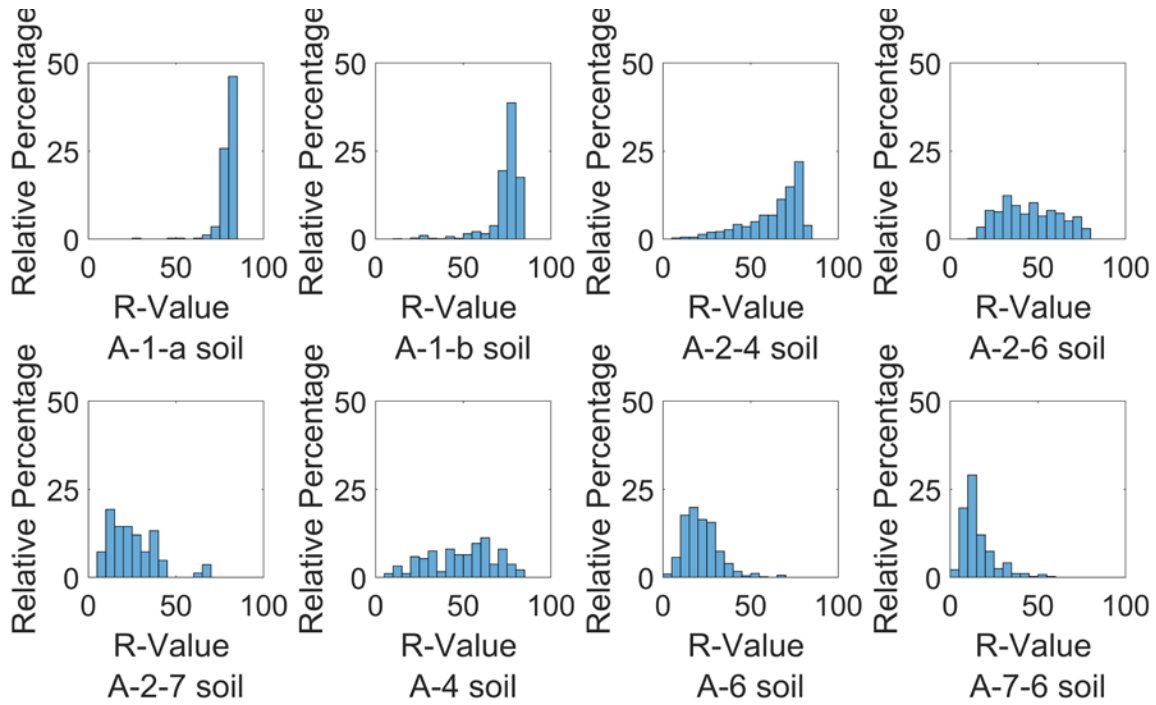 Relative Percentage
50
25
0
0 50 100
R-Value
A-1-a soil
Relative Percentage
50
25
0
0 50 100
R-Value
A-1-b soil
Relative Percentage
50
25
0
0 50 100
R-Value
A-2-4 soil
Relative Percentage
50
25
0
0 50 100
R-Value
A-2-6 soil
Relative Percentage
50
25
0
0 50 100
R-Value
A-2-7 soil
Relative Percentage
50
25
0
0 50 100
R-Value
A-4 soil
Relative Percentage
50
25
0
0 50 100
R-Value
A-6 soil
Relative Percentage
50
25
0
0 50 100
R-Value
A-7-6 soil